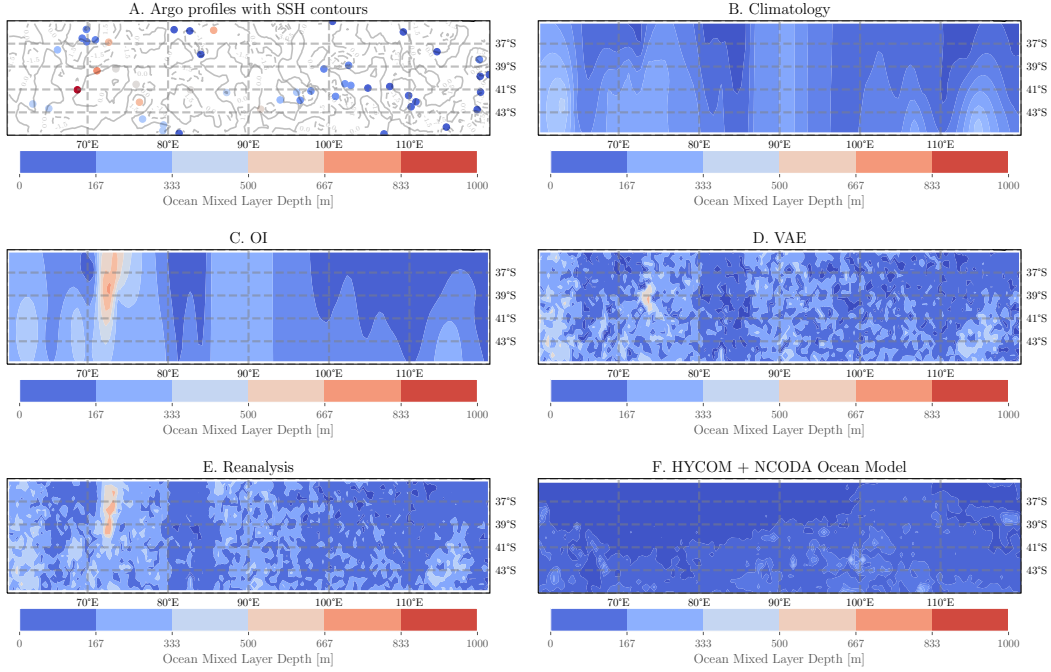 A. Argo profiles with SSH contours
37°S
39°S
41°S
43°S
70°E 80°E 90°E 100°E 110°E
0 167 333 500 667 833 1000
Ocean Mixed Layer Depth [m]
B. Climatology
37°S
39°S
41°S
43°S
70°E 80°E 90°E 100°E 110°E
0 167 333 500 667 833 1000
Ocean Mixed Layer Depth [m]
C. OI
37°S
39°S
41°S
43°S
70°E 80°E 90°E 100°E 110°E
0 167 333 500 667 833 1000
Ocean Mixed Layer Depth [m]
D. VAE
37°S
39°S
41°S
43°S
70°E 80°E 90°E 100°E 110°E
0 167 333 500 667 833 1000
Ocean Mixed Layer Depth [m]
E. Reanalysis
37°S
39°S
41°S
43°S
70°E 80°E 90°E 100°E 110°E
0 167 333 500 667 833 1000
Ocean Mixed Layer Depth [m]
F. HYCOM + NCODA Ocean Model
37°S
39°S
41°S
43°S
70°E 80°E 90°E 100°E 110°E
0 167 333 500 667 833 1000
Ocean Mixed Layer Depth [m]